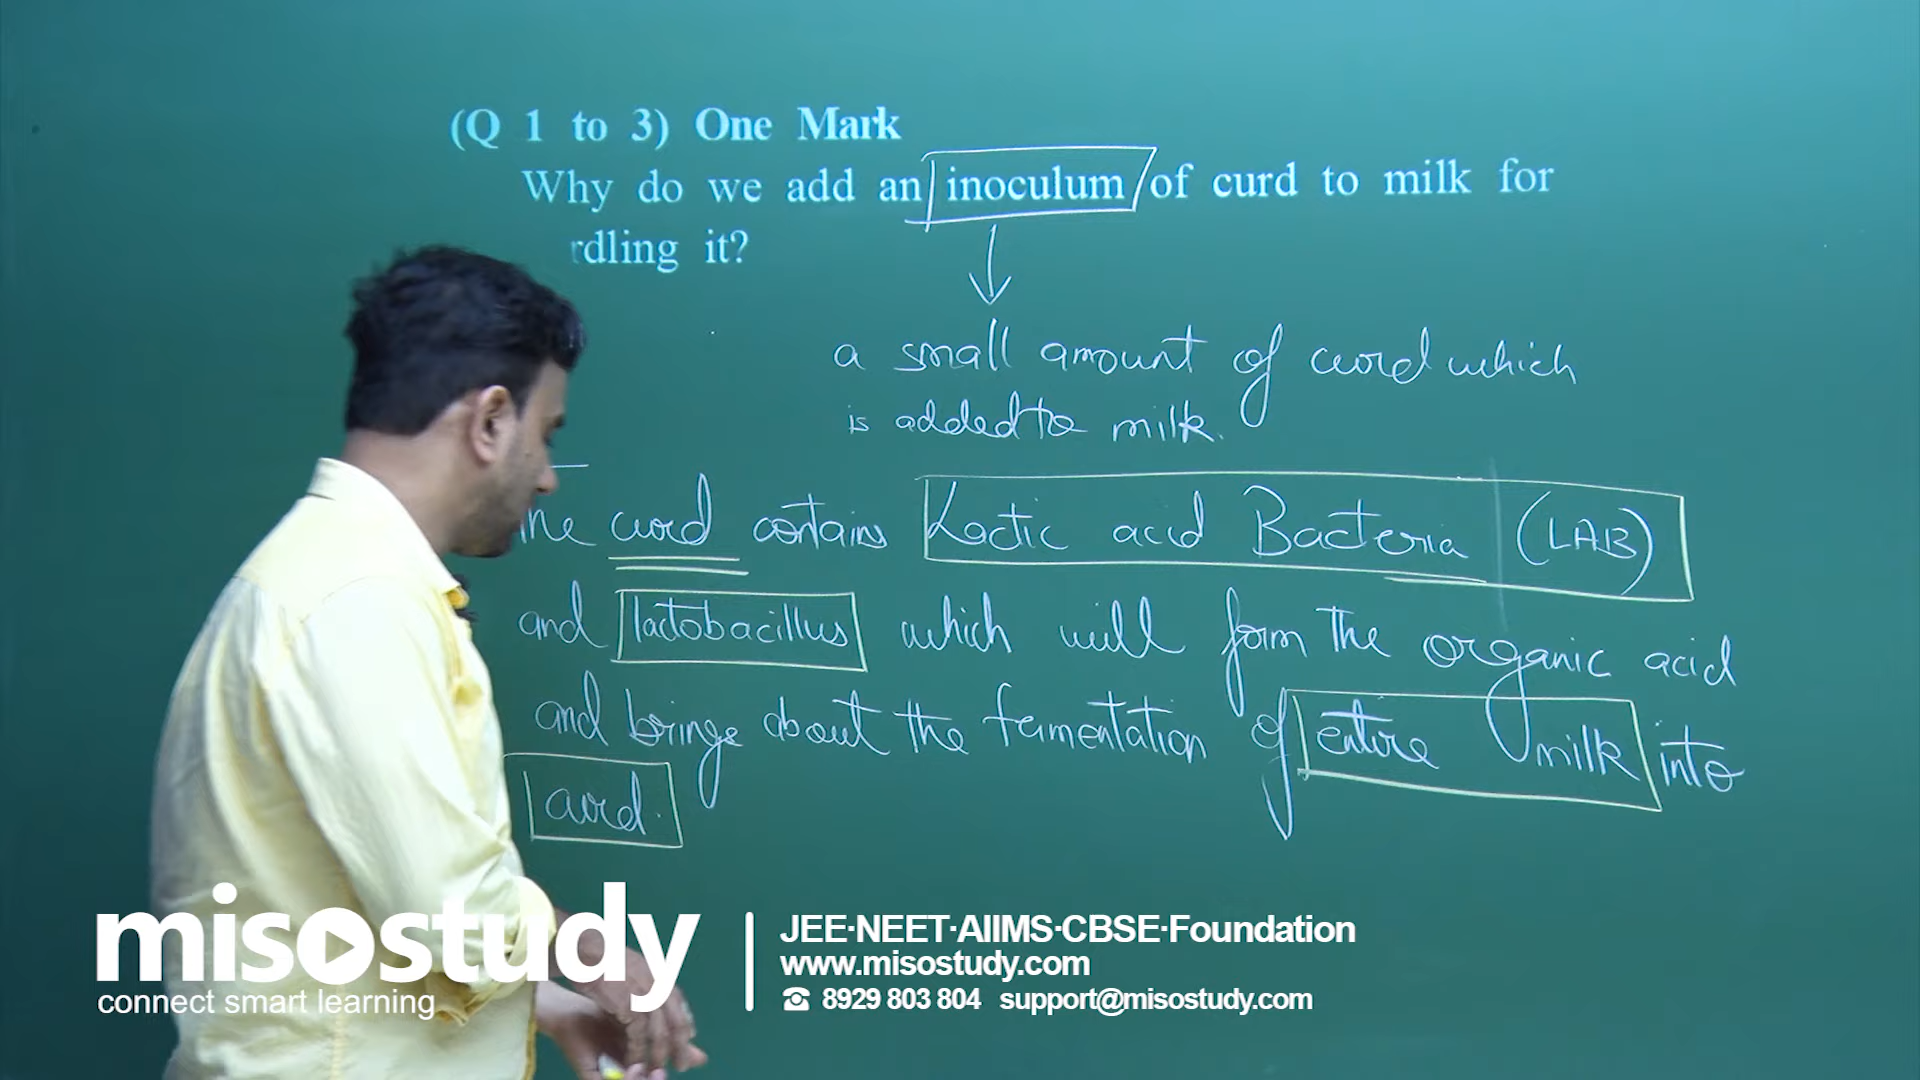 (Q 1 to 3) One Mark
Why do we add an inoculum of curd to milk for
rdling it?
a small amount of curd which
is added to milk.
The curd contains Lactic acid Bacteria (LAB)
and lactobacillus which will form the organic acid
and brings about the fermentation of entire milk into
curd.
misostudy
connect smart learning
JEE·NEET·AIIMS·CBSE·Foundation
www.misostudy.com
☎ 8929 803 804 support@misostudy.com